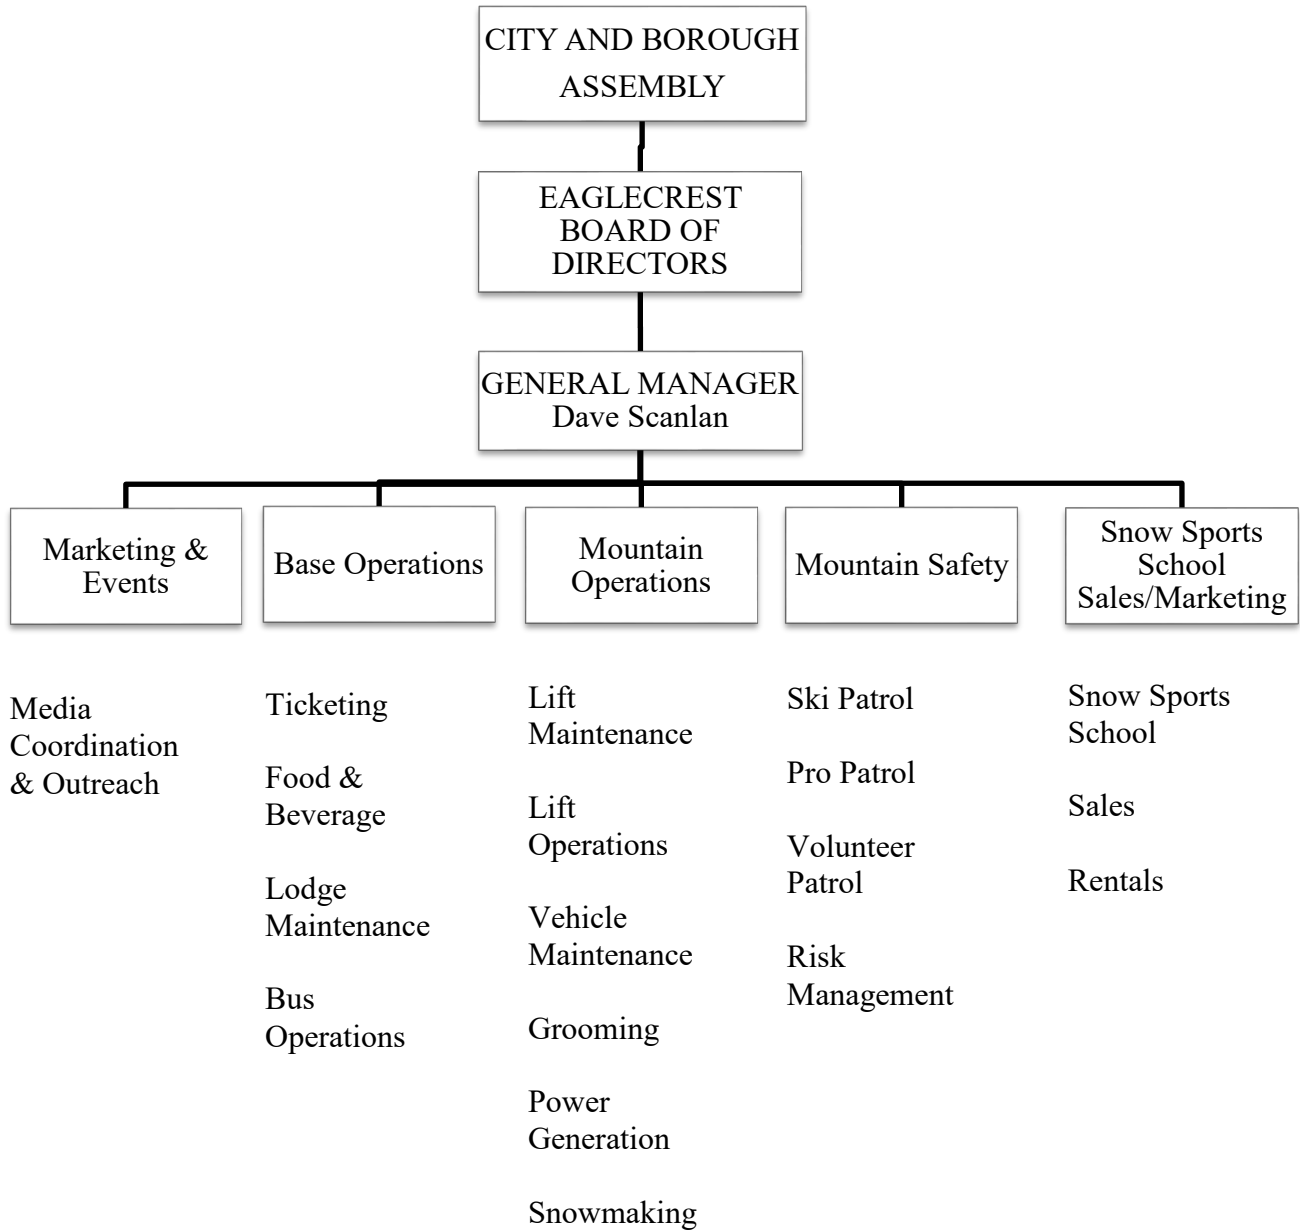 CITY AND BOROUGH
ASSEMBLY
EAGLECREST
BOARD OF
DIRECTORS
GENERAL MANAGER
Dave Scanlan
Marketing &
Events
Base Operations
Mountain
Operations
Mountain Safety
Snow Sports
School
Sales/Marketing
Media
Coordination
& Outreach
Ticketing
Food &
Beverage
Lodge
Maintenance
Bus
Operations
Lift
Maintenance
Lift
Operations
Vehicle
Maintenance
Grooming
Power
Generation
Snowmaking
Ski Patrol
Pro Patrol
Volunteer
Patrol
Risk
Management
Snow Sports
School
Sales
Rentals